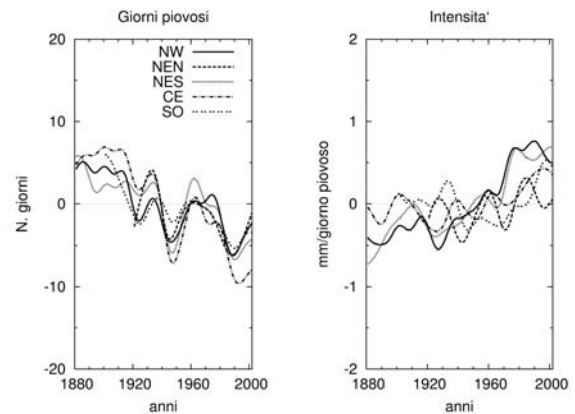 Giorni piovosi
20
10
0
-10
-20
N. giorni
NW
NEN
NES
CE
SO
1880 1920 1960 2000
anni
Intensita‘
2
1
0
-1
-2
mm/giorno piovoso
1880 1920 1960 2000
anni